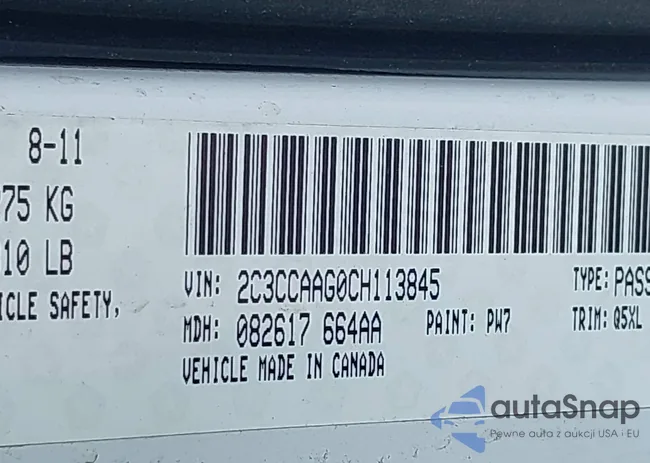 8-11
75 KG
10 LB
ICLE SAFETY,
VIN: 2C3CCAAG0CH113845
TYPE: PASS
MDH: 082617 664AA
PAINT: PW7
TRIM: Q5XL
VEHICLE MADE IN CANADA
autaSnap
Pewne auta z aukcji USA i EU